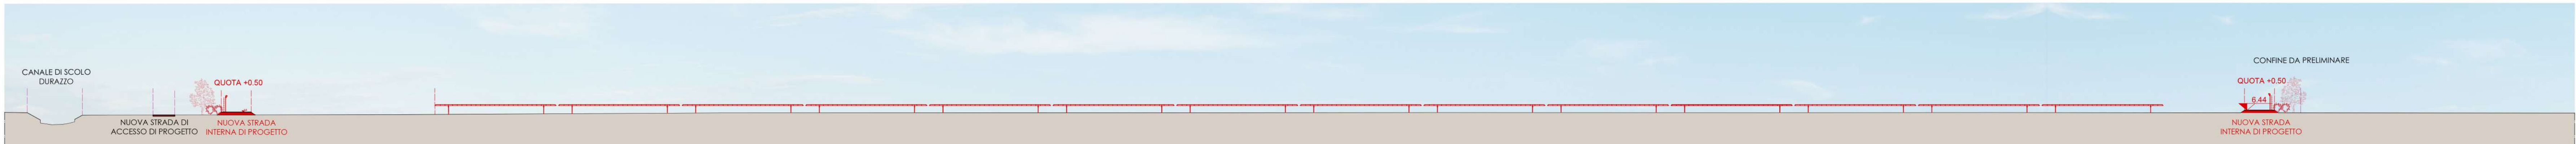 CANALE DI SCOLO
DURAZZO
QUOTA +0.50
NUOVA STRADA DI
ACCESSO DI PROGETTO
NUOVA STRADA
INTERNA DI PROGETTO
CONFINE DA PRELIMINARE
QUOTA +0.50
6.44
NUOVA STRADA
INTERNA DI PROGETTO